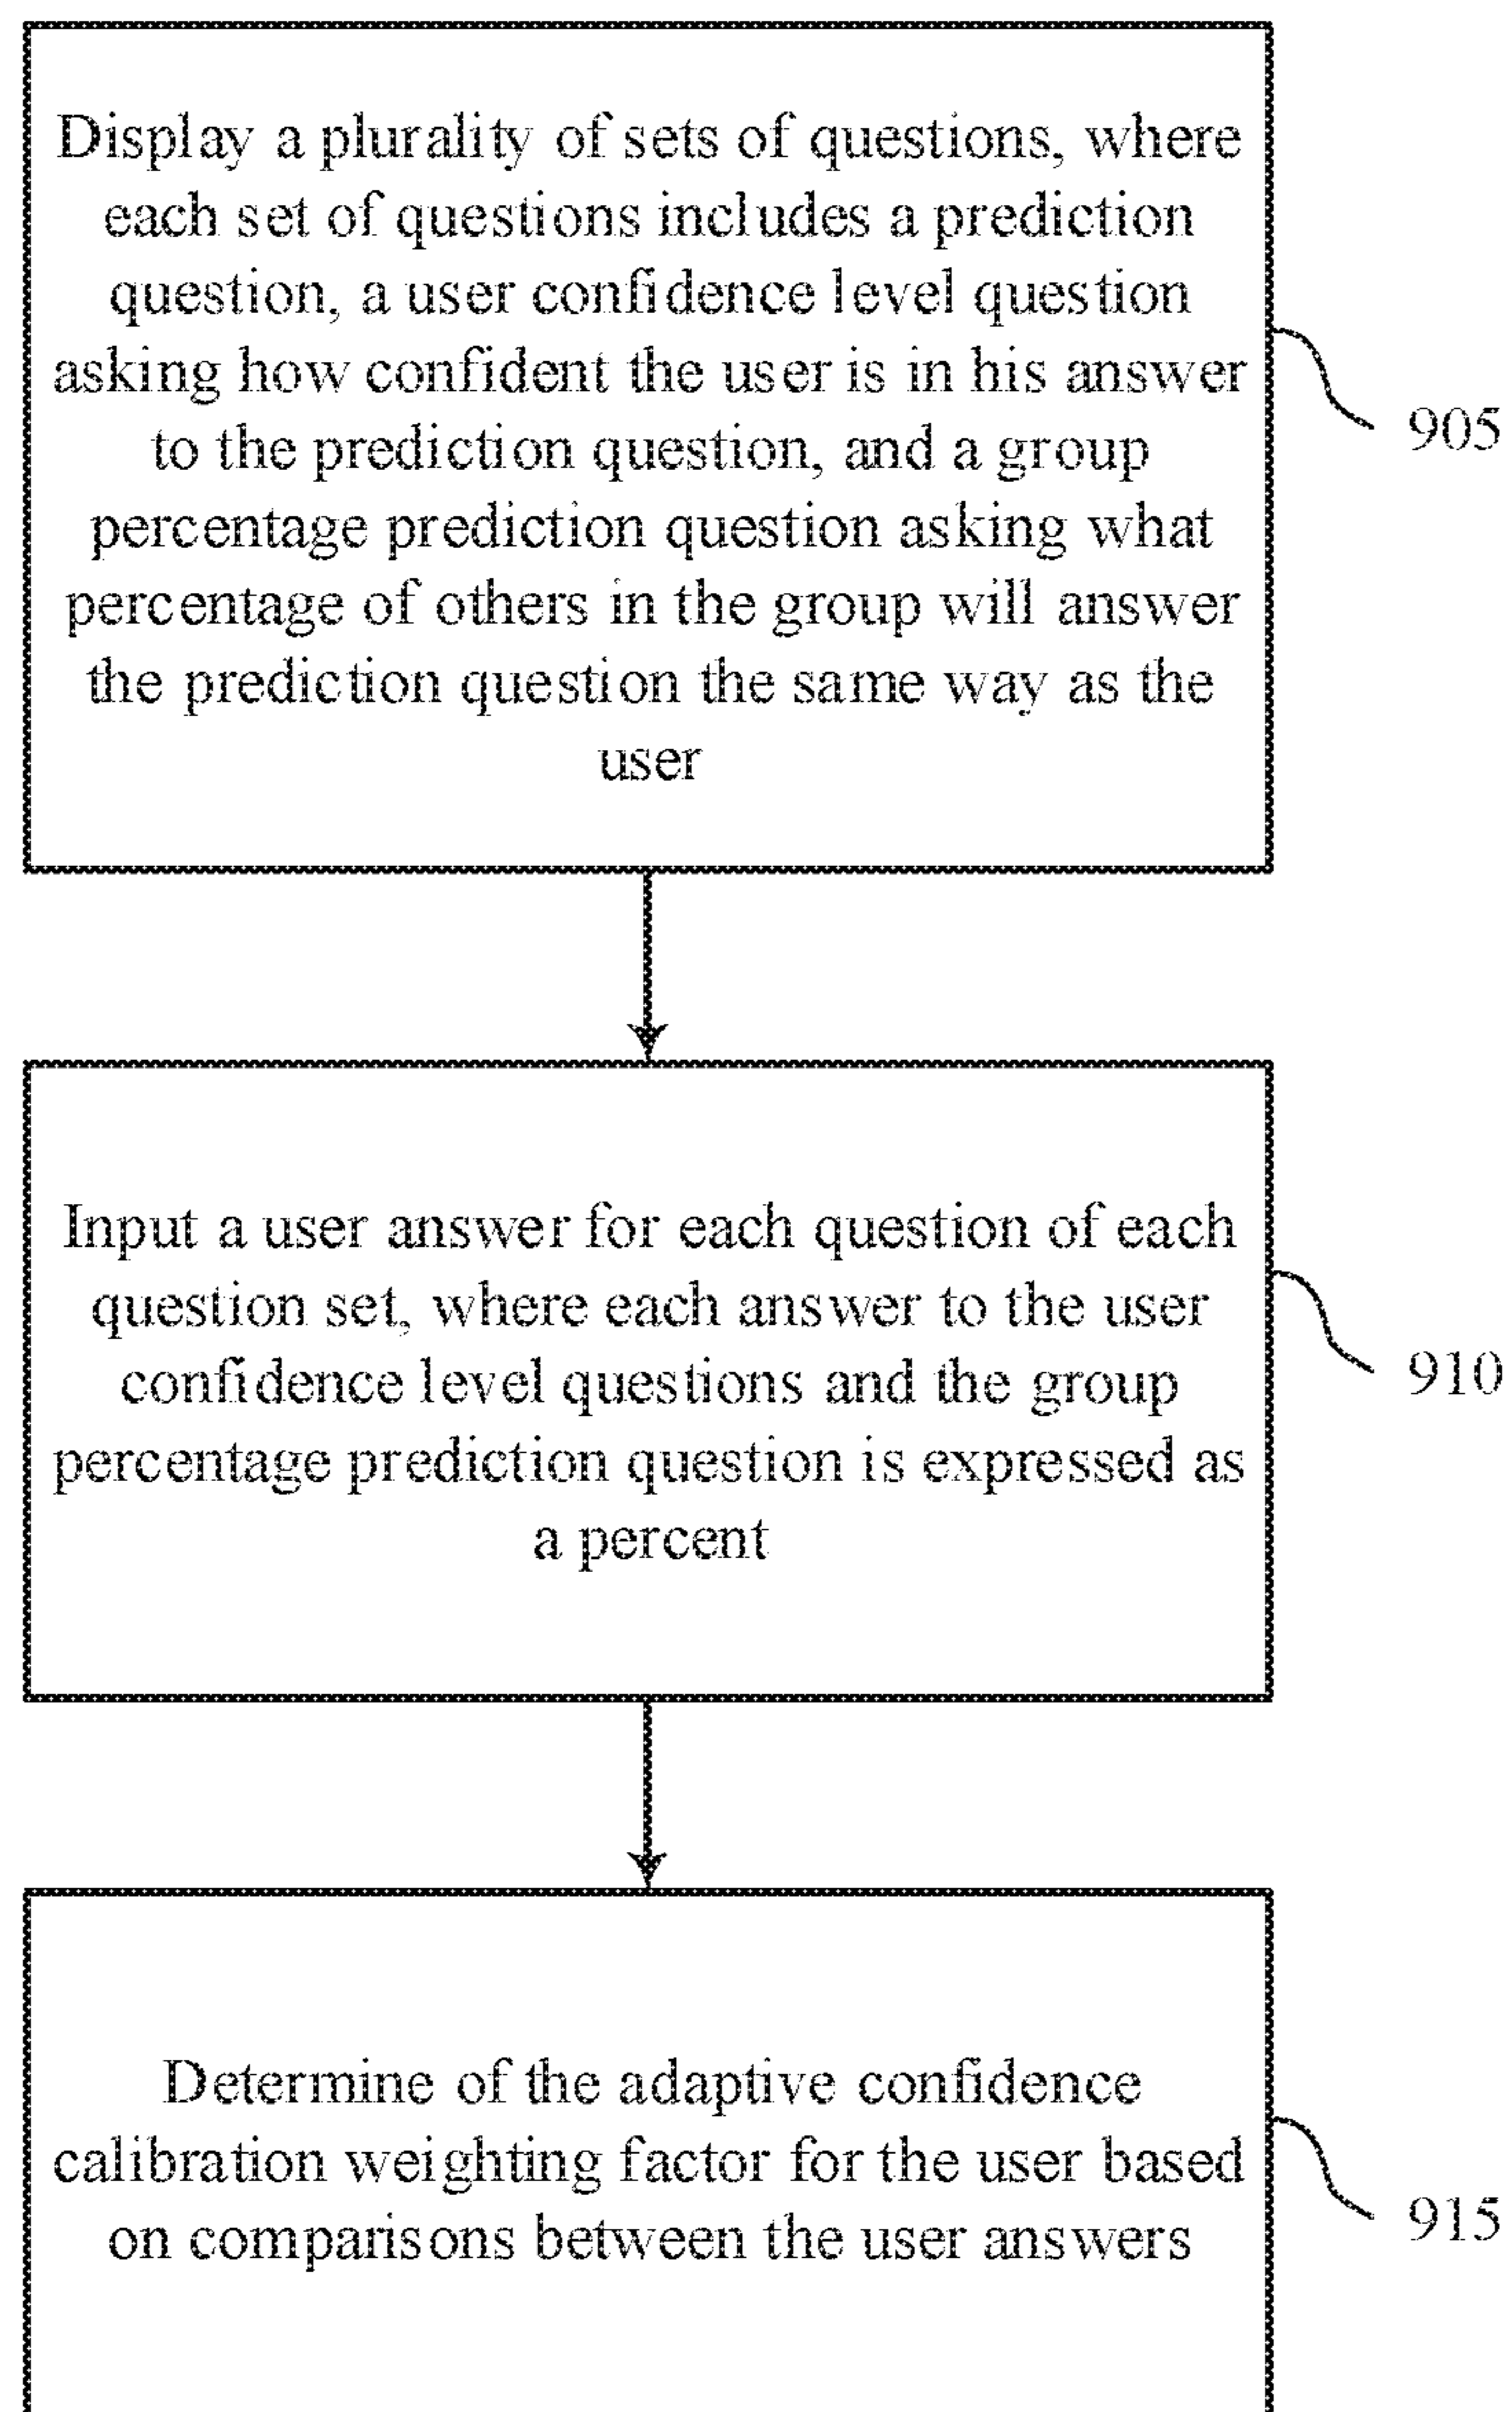 Display a plurality of sets of questions, where
each set of questions includes a prediction
question, a user confidence level question
asking how confident the user is in his answer
to the prediction question, and a group
percentage prediction question asking what
percentage of others in the group will answer
the prediction question the same way as the
user
905
Input a user answer for each question of each
question set, where each answer to the user
confidence level questions and the group
percentage prediction question is expressed as
a percent
910
Determine of the adaptive confidence
calibration weighting factor for the user based
on comparisons between the user answers
915